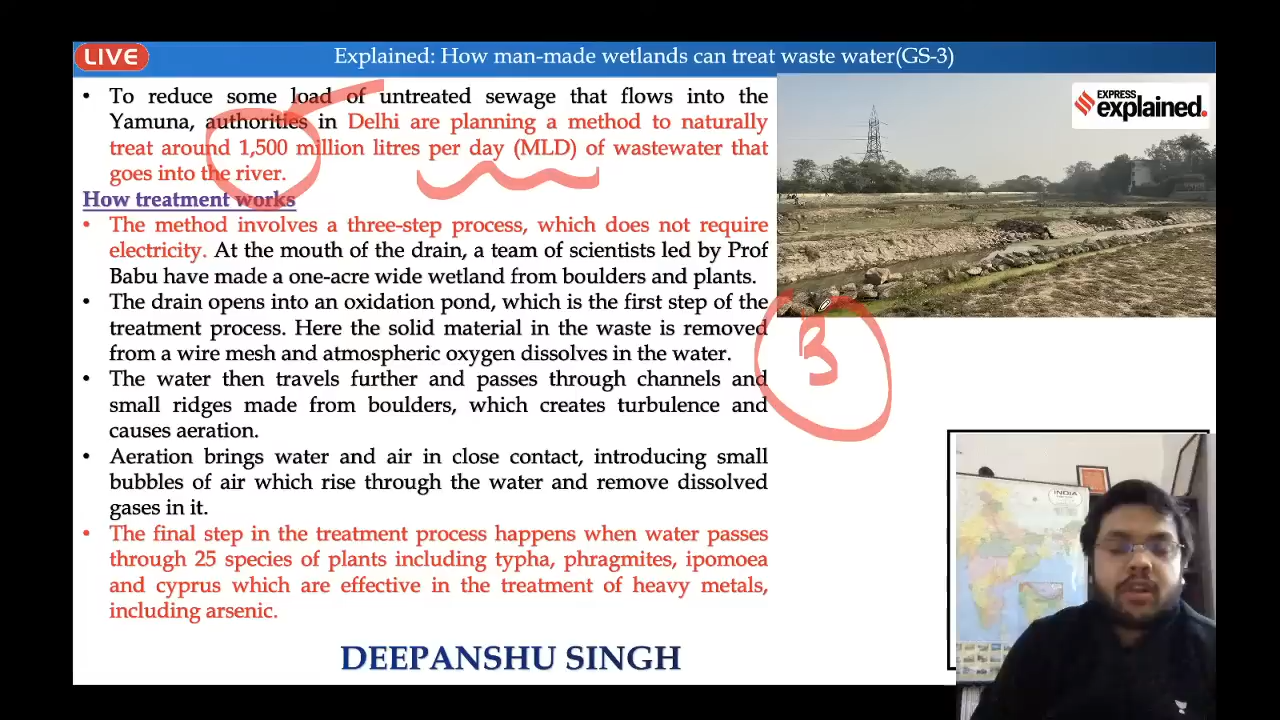 LIVE
Explained: How man-made wetlands can treat waste water(GS-3)
• To reduce some load of untreated sewage that flows into the
Yamuna, authorities in Delhi are planning a method to naturally
treat around 1,500 million litres per day (MLD) of wastewater that
goes into the river.
How treatment works
• The method involves a three-step process, which does not require
electricity. At the mouth of the drain, a team of scientists led by Prof
Babu have made a one-acre wide wetland from boulders and plants.
• The drain opens into an oxidation pond, which is the first step of the
treatment process. Here the solid material in the waste is removed
from a wire mesh and atmospheric oxygen dissolves in the water.
• The water then travels further and passes through channels and
small ridges made from boulders, which creates turbulence and
causes aeration.
• Aeration brings water and air in close contact, introducing small
bubbles of air which rise through the water and remove dissolved
gases in it.
• The final step in the treatment process happens when water passes
through 25 species of plants including typha, phragmites, ipomoea
and cyprus which are effective in the treatment of heavy metals,
including arsenic.
DEEPANSHU SINGH
EXPRESS
explained.
3
INDIA